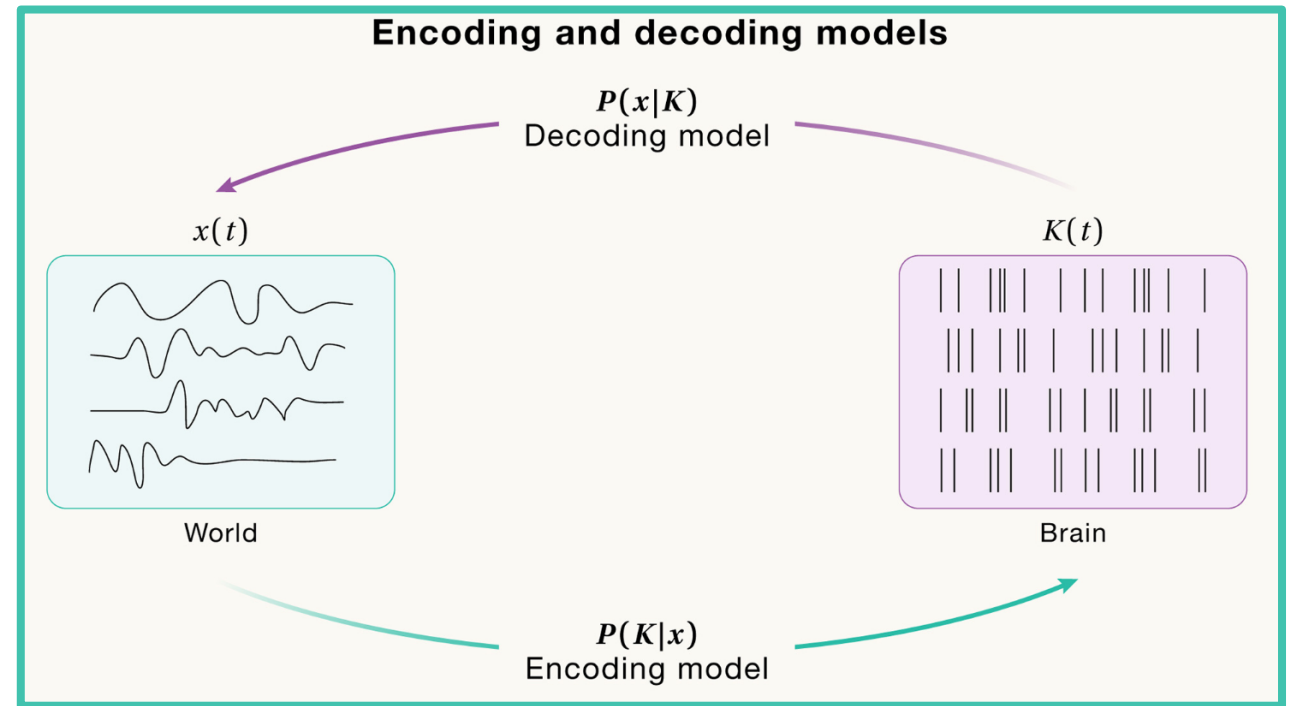 Encoding and decoding models
P(x|K)
Decoding model
x(t)
K(t)
World
Brain
P(K|x)
Encoding model